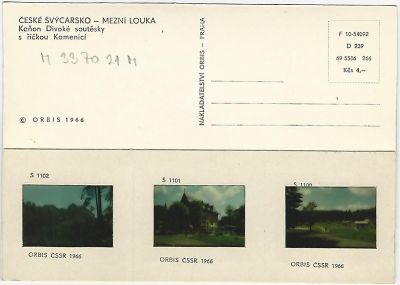 ČESKÉ ŠVÝCARSKO – MEZNÍ LOUKA
Kaňon Divoké soutěsky
s říčkou Kamenicí
M 33 70 21 M
© ORBIS 1966
NAKLADATELSTVÍ ORBIS – PRAHA
F 10-54092
D 239
69 5506 266
Kčs 4,–
S 1102
S 1101
S 1100
ORBIS ČSSR 1966
ORBIS ČSSR 1966
ORBIS ČSSR 1966